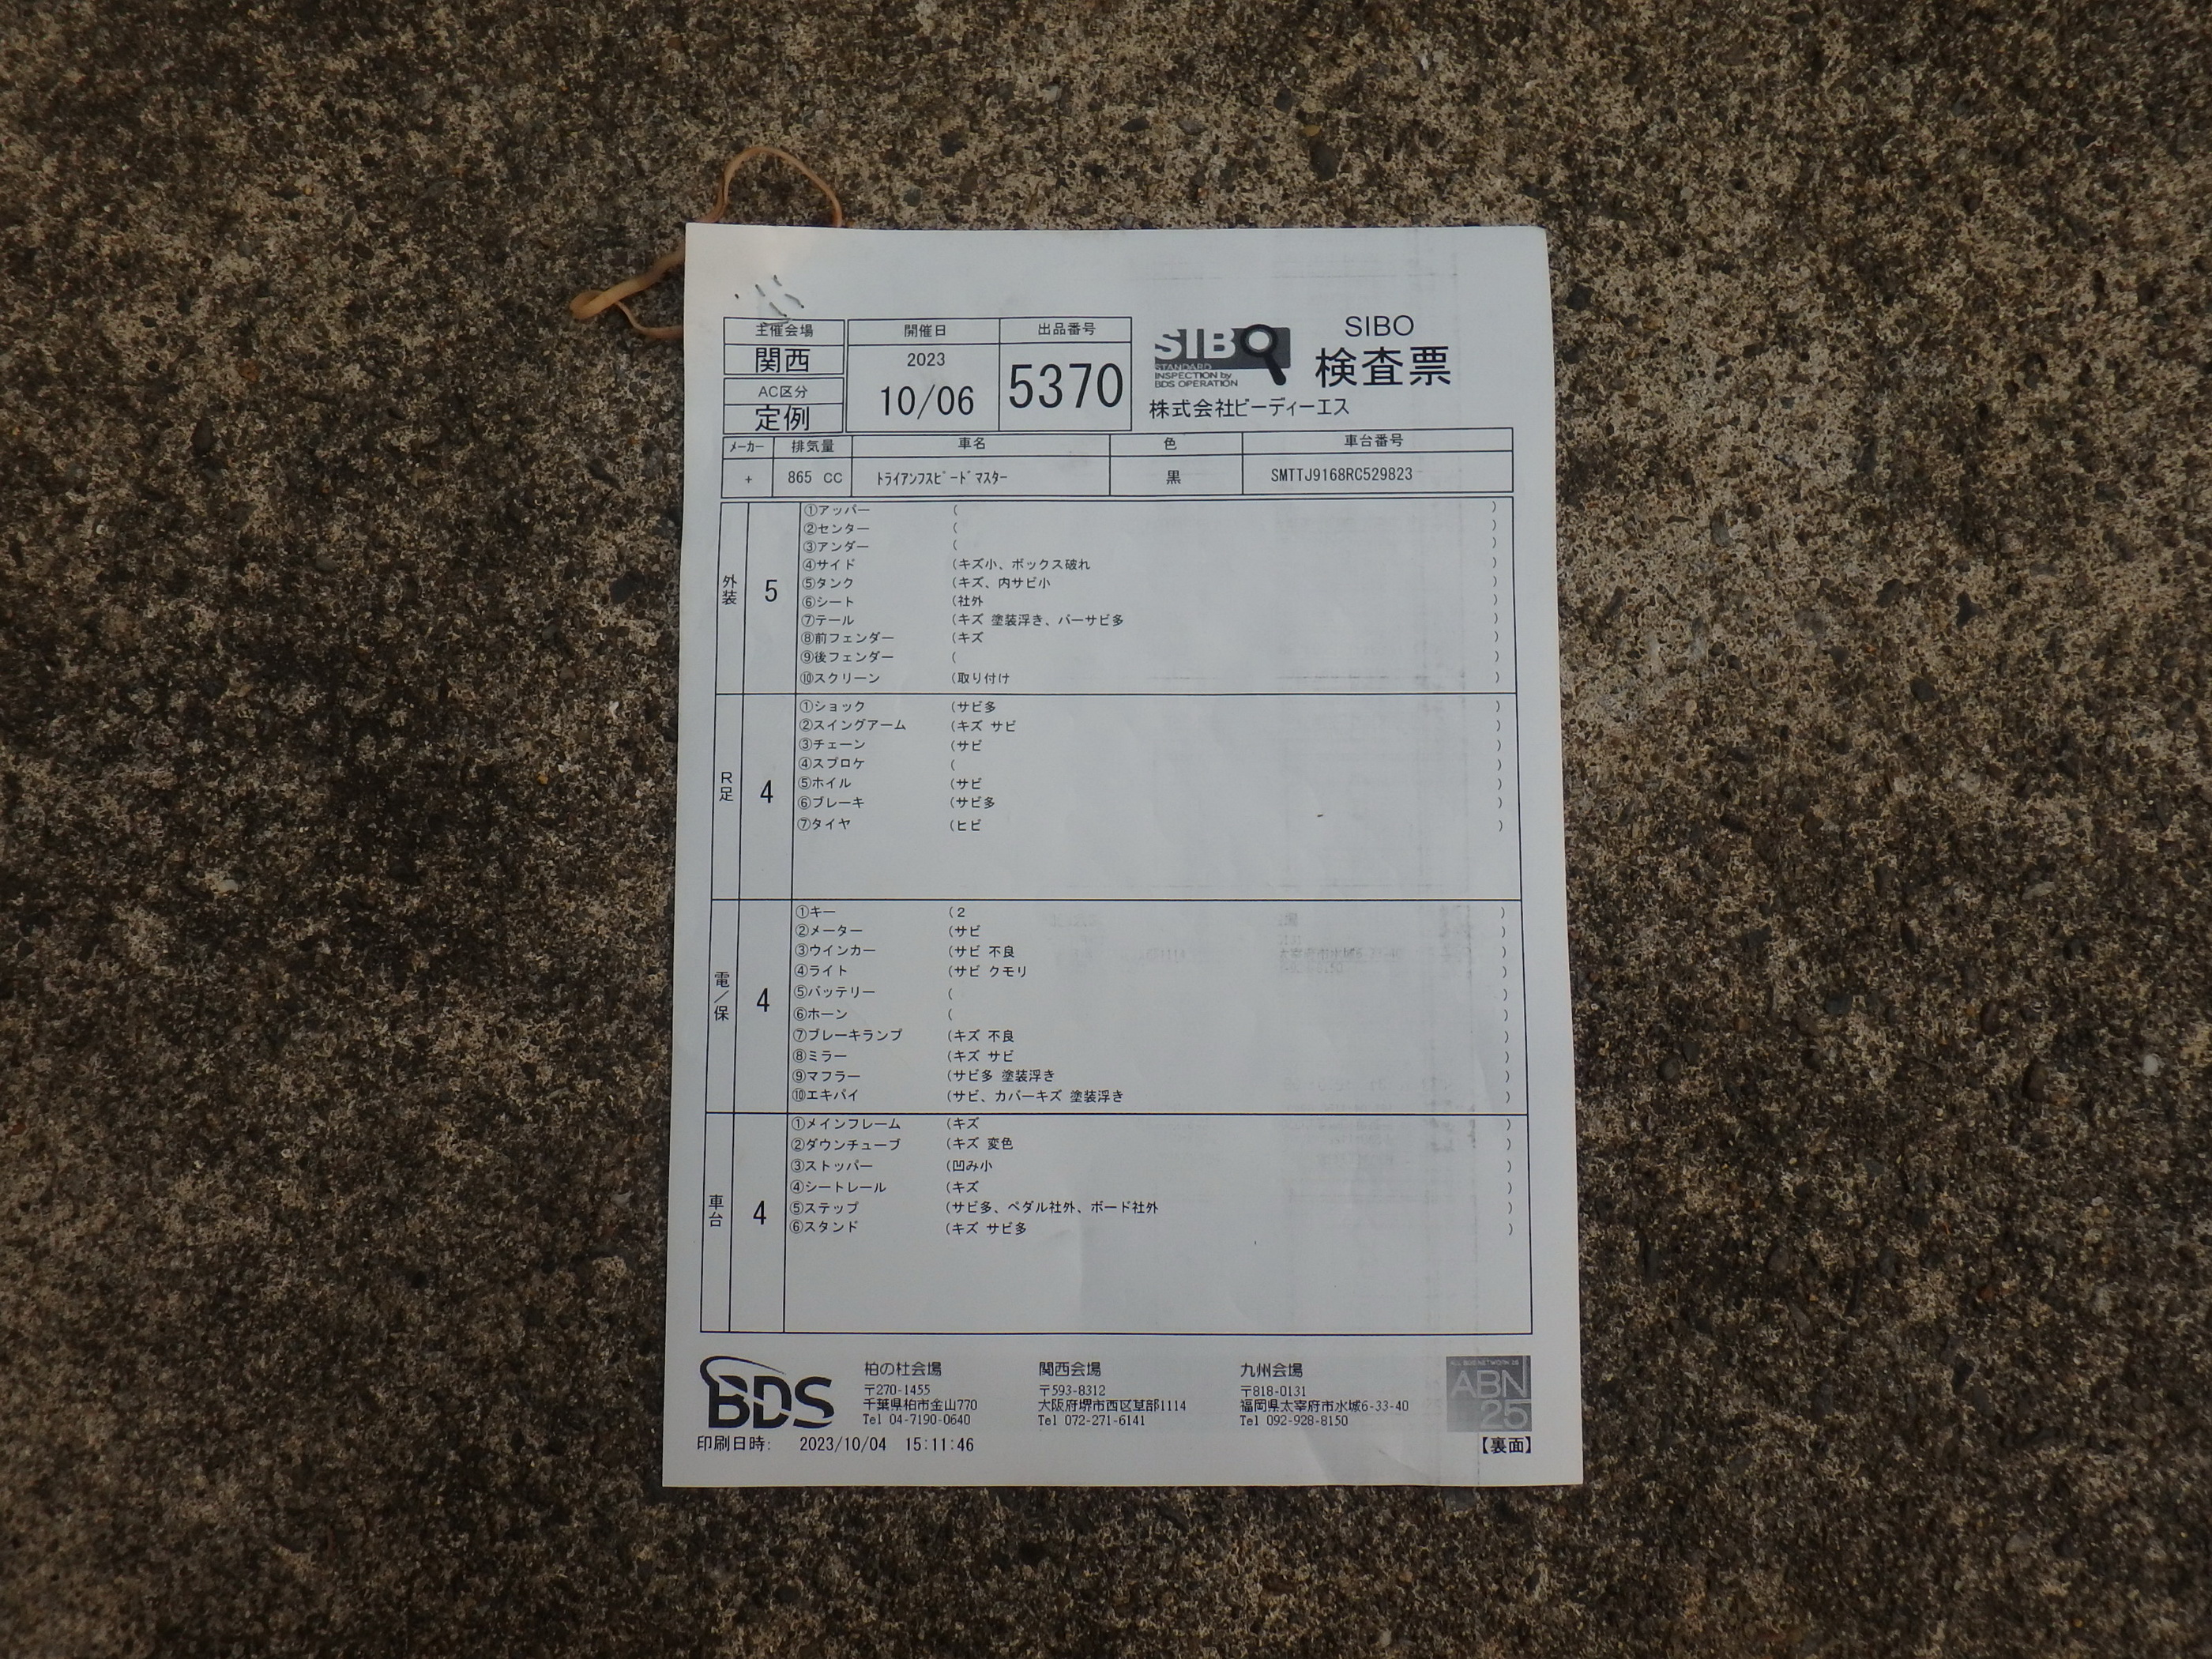 主催会場 開催日 出品番号
関西 2023 10/06 5370
AC区分
定例
SIBO
STANDARD
INSPECTION by
BDS OPERATION
SIBO
検査票
株式会社ビーディーエス
メーカー 排気量 車名 色 車台番号
+ 865 CC トライアンフスピードマスター 黒 SMTTJ9168RC529823
外装 5
①アッパー ( )
②センター ( )
③アンダー ( )
④サイド (キズ小、ボックス破れ )
⑤タンク (キズ、内サビ小 )
⑥シート (社外 )
⑦テール (キズ 塗装浮き、バーサビ多 )
⑧前フェンダー (キズ )
⑨後フェンダー ( )
⑩スクリーン (取り付け )
R足 4
①ショック (サビ多 )
②スイングアーム (キズ サビ )
③チェーン (サビ )
④スプロケ ( )
⑤ホイル (サビ )
⑥ブレーキ (サビ多 )
⑦タイヤ (ヒビ )
電/保 4
①キー (2 )
②メーター (サビ )
③ウインカー (サビ 不良 )
④ライト (サビ クモリ )
⑤バッテリー ( )
⑥ホーン ( )
⑦ブレーキランプ (キズ 不良 )
⑧ミラー (キズ サビ )
⑨マフラー (サビ多 塗装浮き )
⑩エキパイ (サビ、カバーキズ 塗装浮き )
車台 4
①メインフレーム (キズ )
②ダウンチューブ (キズ 変色 )
③ストッパー (凹み小 )
④シートレール (キズ )
⑤ステップ (サビ多、ペダル社外、ボード社外 )
⑥スタンド (キズ サビ多 )
BDS
柏の杜会場
〒270-1455
千葉県柏市金山770
Tel 04-7190-0640
関西会場
〒593-8312
大阪府堺市西区草部1114
Tel 072-271-6141
九州会場
〒818-0131
福岡県太宰府市水城6-33-40
Tel 092-928-8150
ABN
25
印刷日時: 2023/10/04 15:11:46 【裏面】